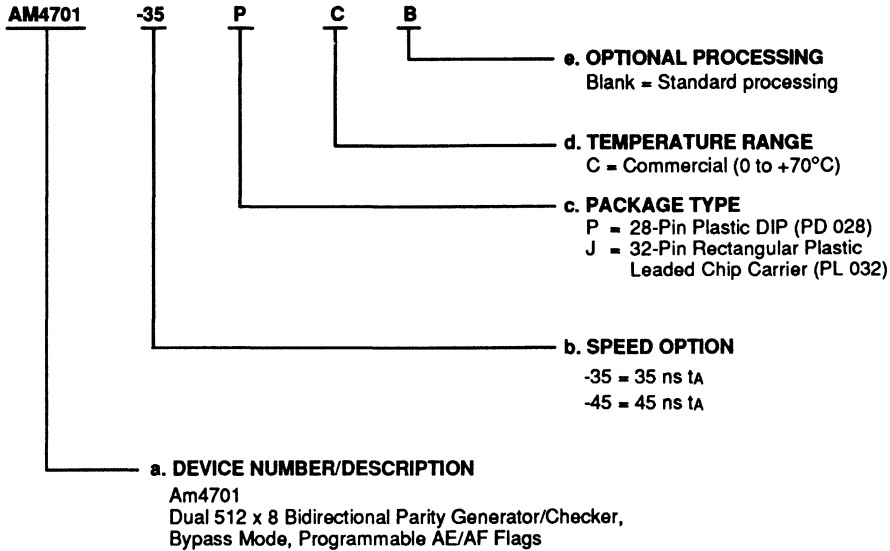 AM4701 -35 P C B
e. OPTIONAL PROCESSING
Blank = Standard processing
d. TEMPERATURE RANGE
C = Commercial (0 to +70°C)
c. PACKAGE TYPE
P = 28-Pin Plastic DIP (PD 028)
J = 32-Pin Rectangular Plastic
Leaded Chip Carrier (PL 032)
b. SPEED OPTION
-35 = 35 ns tA
-45 = 45 ns tA
a. DEVICE NUMBER/DESCRIPTION
Am4701
Dual 512 x 8 Bidirectional Parity Generator/Checker,
Bypass Mode, Programmable AE/AF Flags